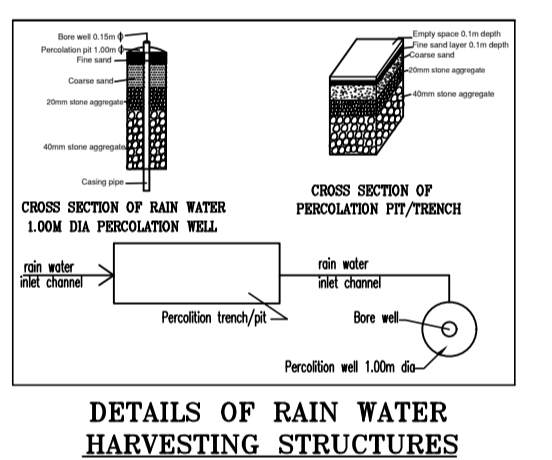 Bore well 0.15m ϕ
Percolation pit 1.00m ϕ
Fine sand
Coarse sand
20mm stone aggregate
40mm stone aggregate
Casing pipe
CROSS SECTION OF RAIN WATER
1.00M DIA PERCOLATION WELL
Empty space 0.1m depth
Fine sand layer 0.1m depth
Coarse sand
20mm stone aggregate
40mm stone aggregate
CROSS SECTION OF
PERCOLATION PIT/TRENCH
rain water
inlet channel
Percolition trench/pit
rain water
inlet channel
Bore well
Percolition well 1.00m dia
DETAILS OF RAIN WATER
HARVESTING STRUCTURES